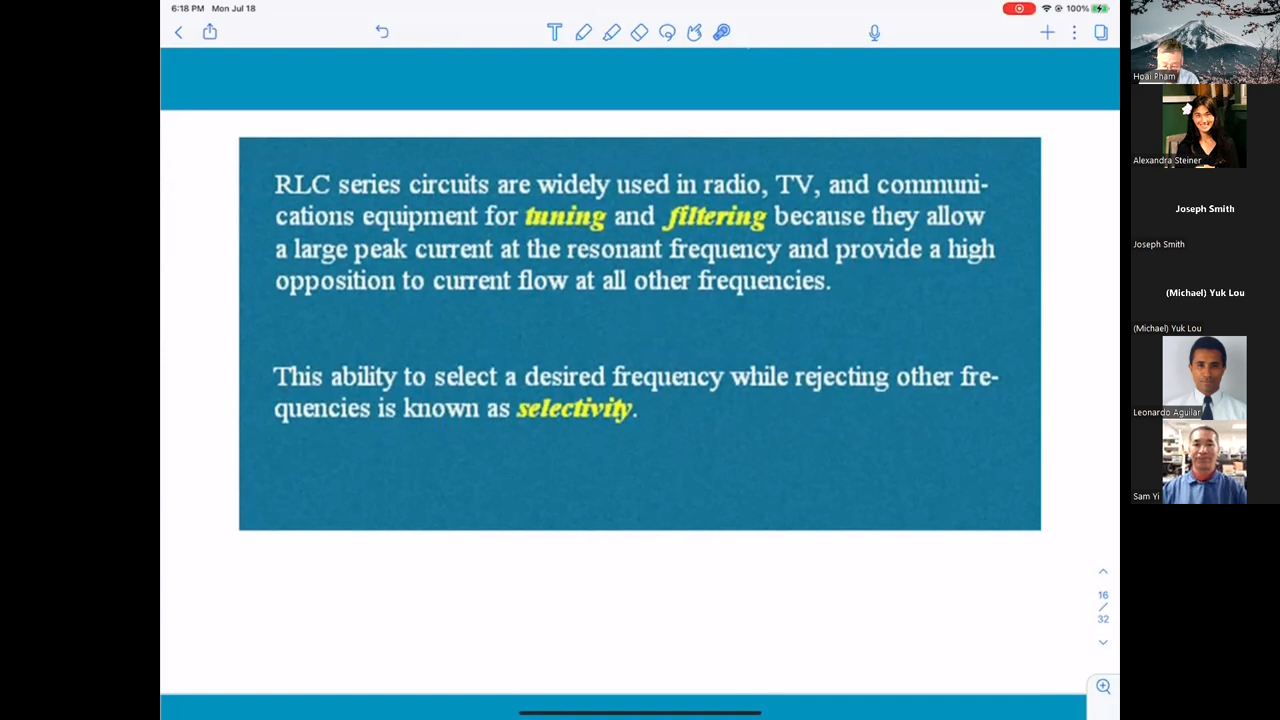 6:18 PM Mon Jul 18
100%
T
RLC series circuits are widely used in radio, TV, and communi-
cations equipment for tuning and filtering because they allow
a large peak current at the resonant frequency and provide a high
opposition to current flow at all other frequencies.
This ability to select a desired frequency while rejecting other fre-
quencies is known as selectivity.
16
/
32
Hoai Pham
Alexandra Steiner
Joseph Smith
Joseph Smith
(Michael) Yuk Lou
(Michael) Yuk Lou
Leonardo Aguilar
Sam Yi